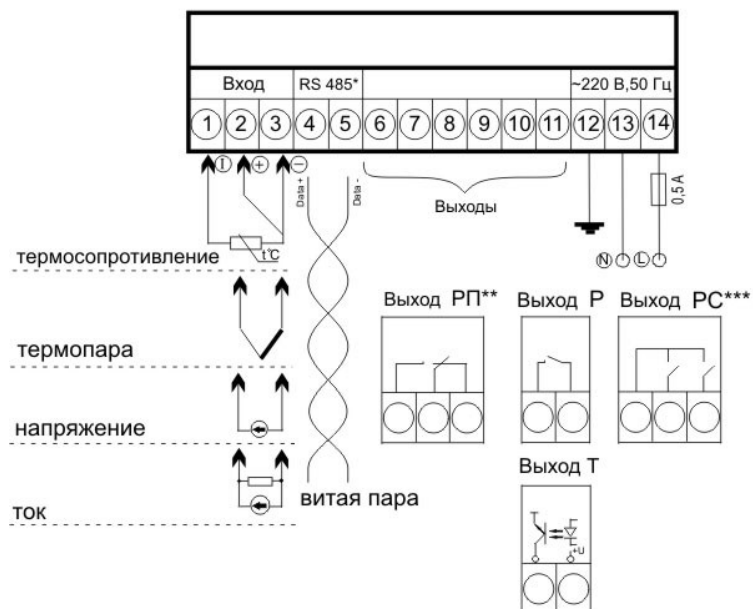 Вход RS 485* ~220 В,50 Гц
1 2 3 4 5 6 7 8 9 10 11 12 13 14
I + −
Data +
Data -
Выходы
0,5 А
t°C
N L
термосопротивление
Выход РП** Выход Р Выход РС***
термопара
напряжение
Выход Т
витая пара
ток
+U